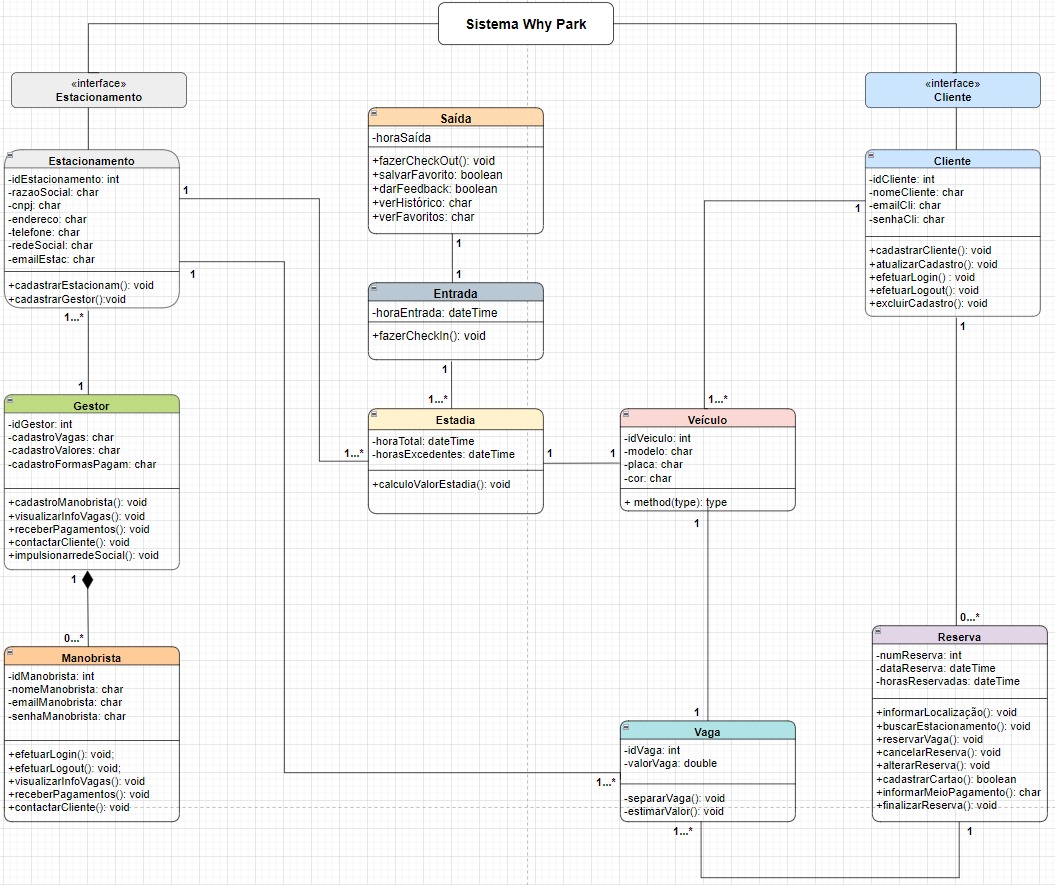 Sistema Why Park
«interface»
Estacionamento
«interface»
Cliente
Estacionamento
-idEstacionamento: int
-razaoSocial: char
-cnpj: char
-endereco: char
-telefone: char
-redeSocial: char
-emailEstac: char
+cadastrarEstacionam(): void
+cadastrarGestor():void
1
1
1...*
1
Gestor
-idGestor: int
-cadastroVagas: char
-cadastroValores: char
-cadastroFormasPagam: char
+cadastroManobrista(): void
+visualizarInfoVagas(): void
+receberPagamentos(): void
+contactarCliente(): void
+impulsionarredeSocial(): void
1
0...*
Manobrista
-idManobrista: int
-nomeManobrista: char
-emailManobrista: char
-senhaManobrista: char
+efetuarLogin(): void;
+efetuarLogout(): void;
+visualizarInfoVagas(): void
+receberPagamentos(): void
+contactarCliente(): void
Saída
-horaSaída
+fazerCheckOut(): void
+salvarFavorito: boolean
+darFeedback: boolean
+verHistórico: char
+verFavoritos: char
1
1
Entrada
-horaEntrada: dateTime
+fazerCheckIn(): void
1
1...*
Estadia
-horaTotal: dateTime
-horasExcedentes: dateTime
+calculoValorEstadia(): void
1...*
1
1
1
1...*
Veículo
-idVeiculo: int
-modelo: char
-placa: char
-cor: char
+ method(type): type
1
1
Vaga
-idVaga: int
-valorVaga: double
-separarVaga(): void
-estimarValor(): void
1...*
1...*
Cliente
-idCliente: int
-nomeCliente: char
-emailCli: char
-senhaCli: char
+cadastrarCliente(): void
+atualizarCadastro(): void
+efetuarLogin() : void
+efetuarLogout(): void
+excluirCadastro(): void
1
0...*
Reserva
-numReserva: int
-dataReserva: dateTime
-horasReservadas: dateTime
+informarLocalização(): void
+buscarEstacionamento(): void
+reservarVaga(): void
+cancelarReserva(): void
+alterarReserva(): void
+cadastrarCartao(): boolean
+informarMeioPagamento(): char
+finalizarReserva(): void
1